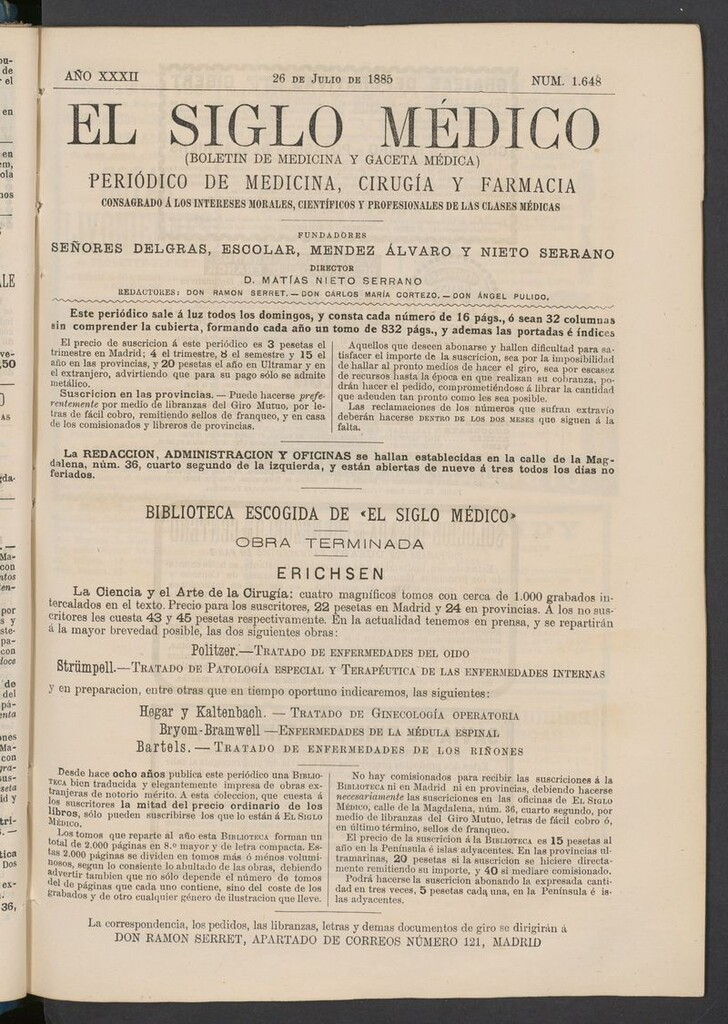 AÑO XXXII 26 DE JULIO DE 1885 NUM. 1.648
EL SIGLO MÉDICO
(BOLETIN DE MEDICINA Y GACETA MÉDICA)
PERIÓDICO DE MEDICINA, CIRUGÍA Y FARMACIA
CONSAGRADO Á LOS INTERESES MORALES, CIENTÍFICOS Y PROFESIONALES DE LAS CLASES MÉDICAS
FUNDADORES
SEÑORES DELGRAS, ESCOLAR, MENDEZ ÁLVARO Y NIETO SERRANO
DIRECTOR
D. MATÍAS NIETO SERRANO
REDACTORES: DON RAMON SERRET. — DON CÁRLOS MARÍA CORTEZO. — DON ÁNGEL PULIDO.
Este periódico sale á luz todos los domingos, y consta cada número de 16 págs., ó sean 32 columnas
sin comprender la cubierta, formando cada año un tomo de 832 págs., y ademas las portadas é índices
El precio de suscricion á este periódico es 3 pesetas el
trimestre en Madrid; 4 el trimestre, 8 el semestre y 15 el
año en las provincias, y 20 pesetas el año en Ultramar y en
el extranjero, advirtiendo que para su pago sólo se admite
metálico.
Suscricion en las provincias. — Puede hacerse prefe-
rentemente por medio de libranzas del Giro Mutuo, por le-
tras de fácil cobro, remitiendo sellos de franqueo, y en casa
de los comisionados y libreros de provincias.
Aquellos que deseen abonarse y hallen dificultad para sa-
tisfacer el importe de la suscricion, sea por la imposibilidad
de hallar al pronto medios de hacer el giro, sea por escasez
de recursos hasta la época en que realizan su cobranza, po-
drán hacer el pedido, comprometiéndose á librar la cantidad
que adeuden tan pronto como les sea posible.
Las reclamaciones de los números que sufran extravio
deberán hacerse DENTRO DE LOS DOS MESES que siguen á la
falta.
La REDACCION, ADMINISTRACION Y OFICINAS se hallan establecidas en la calle de la Mag-
dalena, núm. 36, cuarto segundo de la izquierda, y están abiertas de nueve á tres todos los dias no
feriados.
BIBLIOTECA ESCOGIDA DE «EL SIGLO MÉDICO»
OBRA TERMINADA
ERICHSEN
La Ciencia y el Arte de la Cirugía: cuatro magníficos tomos con cerca de 1.000 grabados in-
tercalados en el texto. Precio para los suscritores, 22 pesetas en Madrid y 24 en provincias. Á los no sus-
critores les cuesta 43 y 45 pesetas respectivamente. En la actualidad tenemos en prensa, y se repartirán
á la mayor brevedad posible, las dos siguientes obras:
Politzer.—TRATADO DE ENFERMEDADES DEL OIDO
Strümpell.—TRATADO DE PATOLOGÍA ESPECIAL Y TERAPÉUTICA DE LAS ENFERMEDADES INTERNAS
y en preparacion, entre otras que en tiempo oportuno indicaremos, las siguientes:
Hegar y Kaltenbach. — TRATADO DE GINECOLOGÍA OPERATORIA
Bryom-Bramwell —ENFERMEDADES DE LA MÉDULA ESPINAL
Bartels. — TRATADO DE ENFERMEDADES DE LOS RIÑONES
Desde hace ocho años publica este periódico una BIBLIO-
TECA bien traducida y elegantemente impresa de obras ex-
tranjeras de notorio mérito. A esta coleccion, que cuesta á
los suscritores la mitad del precio ordinario de los
libros, sólo pueden suscribirse los que lo están á EL SIGLO
MÉDICO.
Los tomos que reparte al año esta BIBLIOTECA forman un
total de 2.000 páginas en 8.º mayor y de letra compacta. Es-
tas 2.000 páginas se dividen en tomos más ó ménos volumi-
nosos, segun lo consiente lo abultado de las obras, debiendo
advertir tambien que no sólo depende el número de tomos
del de páginas que cada uno contiene, sino del coste de los
grabados y de otro cualquier género de ilustracion que lleve.
No hay comisionados para recibir las suscriciones á la
BIBLIOTECA ni en Madrid ni en provincias, debiendo hacerse
necesariamente las suscriciones en las oficinas de EL SIGLO
MÉDICO, calle de la Magdalena, núm. 36, cuarto segundo, por
medio de libranzas del Giro Mutuo, letras de fácil cobro ó,
en último término, sellos de franqueo.
El precio de la suscricion á la BIBLIOTECA es 15 pesetas al
año en la Península é islas adyacentes. En las provincias ul-
tramarinas, 20 pesetas si la suscricion se hiciere directa-
mente remitiendo su importe, y 40 si mediare comisionado.
Podrá hacerse la suscricion abonando la expresada canti-
dad en tres veces, 5 pesetas cada una, en la Península é is-
las adyacentes.
La correspondencia, los pedidos, las libranzas, letras y demas documentos de giro se dirigirán á
DON RAMON SERRET, APARTADO DE CORREOS NÚMERO 121, MADRID